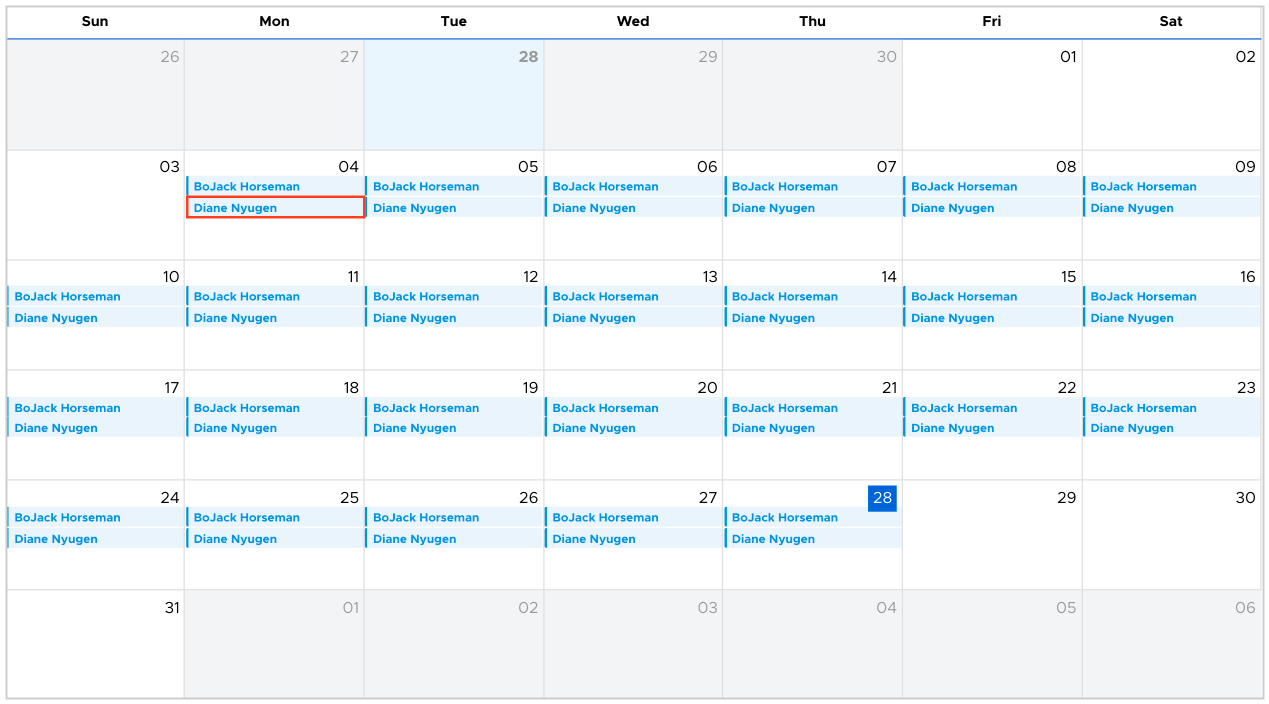 Sun Mon Tue Wed Thu Fri Sat
26 27 28 29 30 01 02
03 04 05 06 07 08 09
BoJack Horseman BoJack Horseman BoJack Horseman BoJack Horseman BoJack Horseman BoJack Horseman
Diane Nyugen Diane Nyugen Diane Nyugen Diane Nyugen Diane Nyugen Diane Nyugen
10 11 12 13 14 15 16
BoJack Horseman BoJack Horseman BoJack Horseman BoJack Horseman BoJack Horseman BoJack Horseman BoJack Horseman
Diane Nyugen Diane Nyugen Diane Nyugen Diane Nyugen Diane Nyugen Diane Nyugen Diane Nyugen
17 18 19 20 21 22 23
BoJack Horseman BoJack Horseman BoJack Horseman BoJack Horseman BoJack Horseman BoJack Horseman BoJack Horseman
Diane Nyugen Diane Nyugen Diane Nyugen Diane Nyugen Diane Nyugen Diane Nyugen Diane Nyugen
24 25 26 27 28 29 30
BoJack Horseman BoJack Horseman BoJack Horseman BoJack Horseman BoJack Horseman
Diane Nyugen Diane Nyugen Diane Nyugen Diane Nyugen Diane Nyugen
31 01 02 03 04 05 06